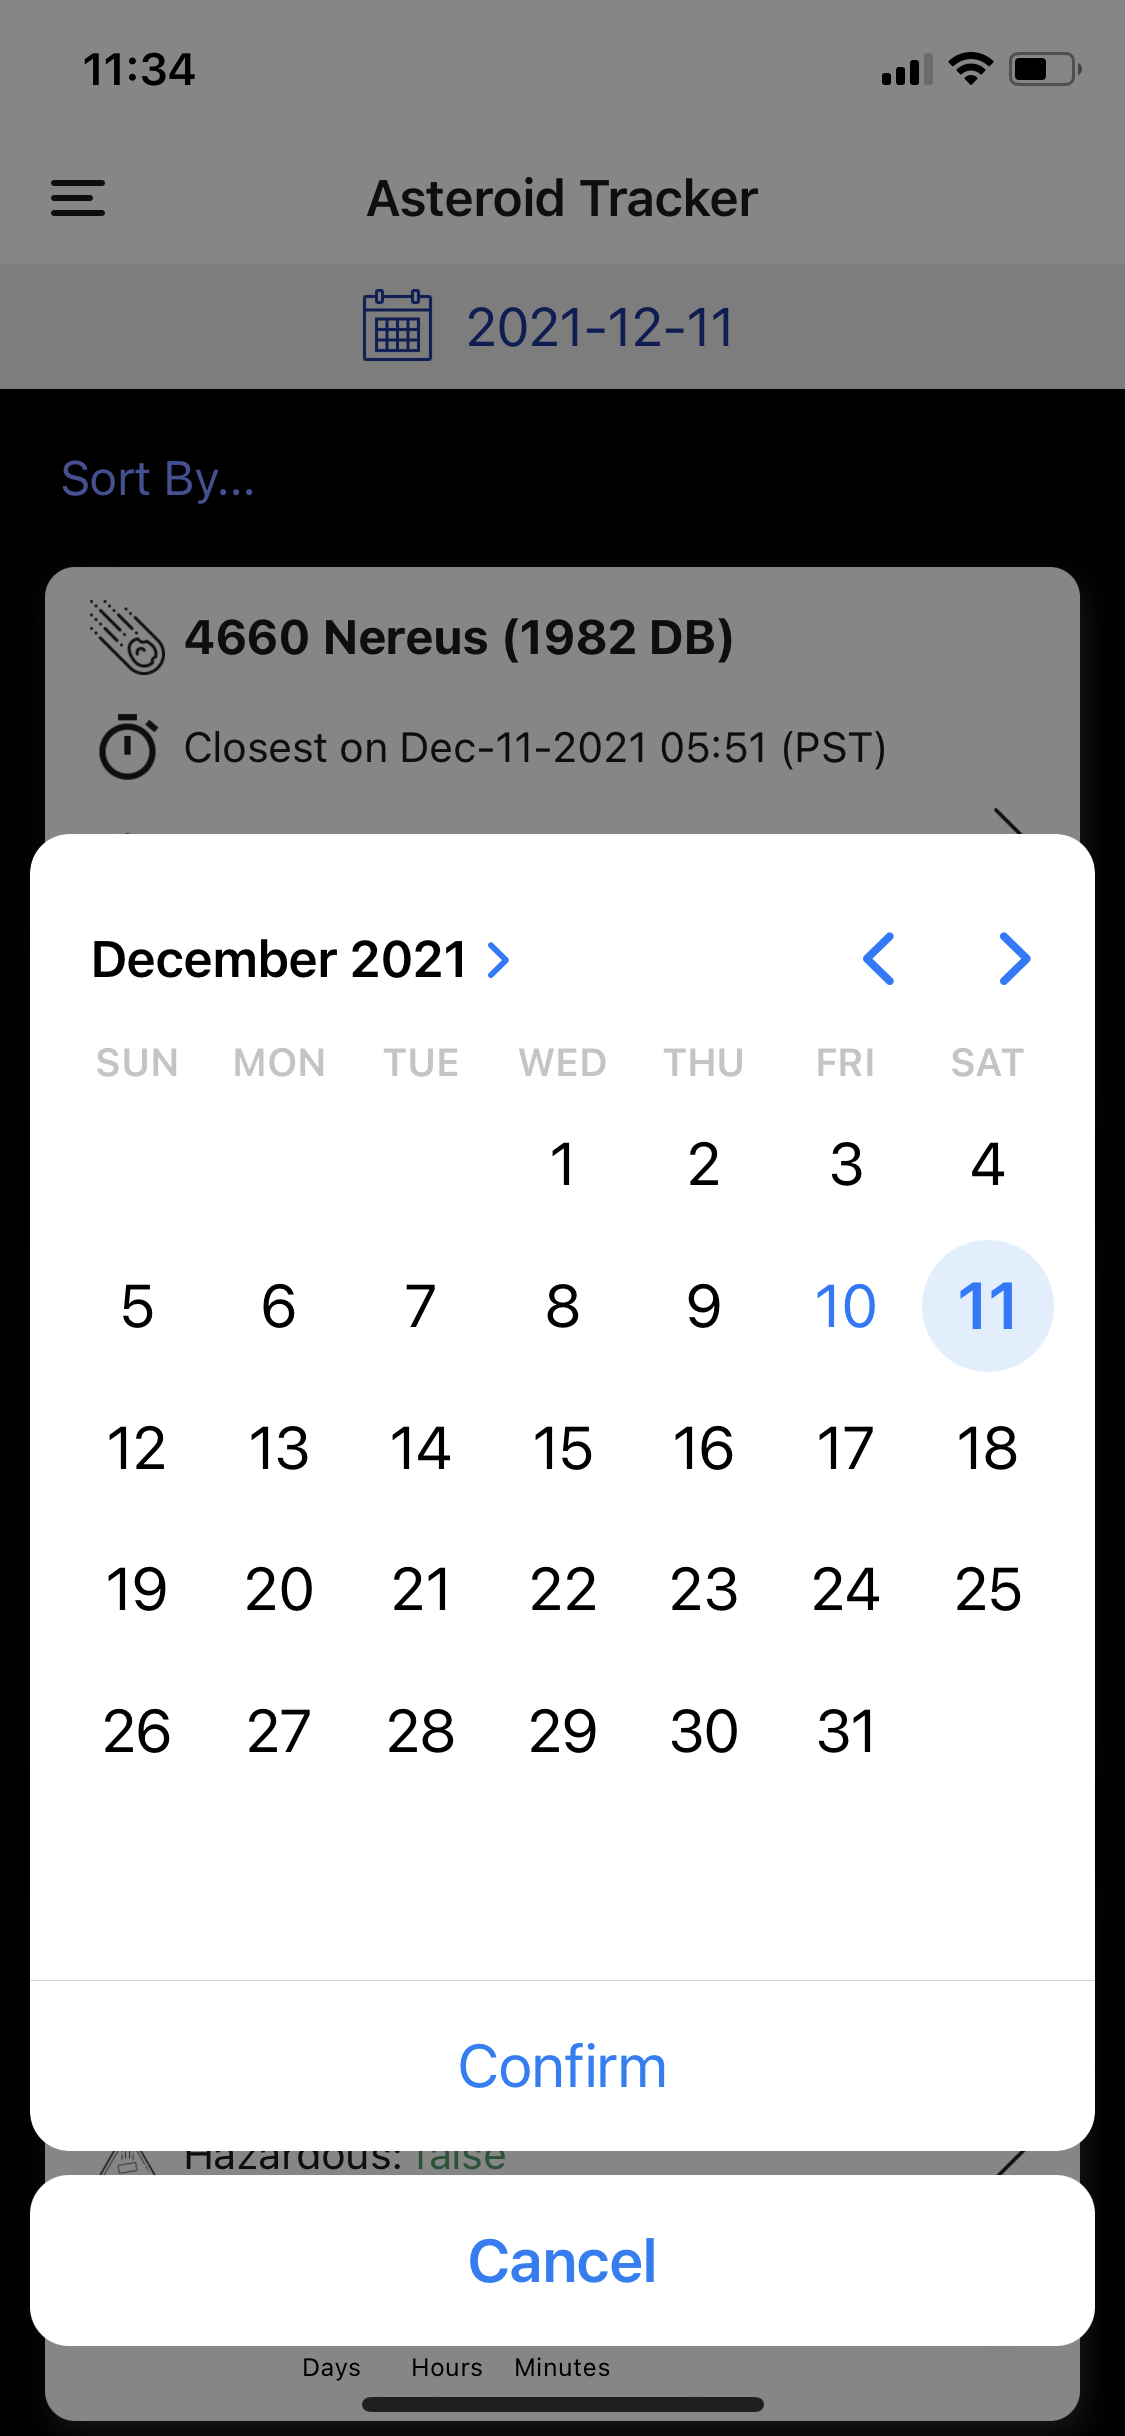 11:34
Asteroid Tracker
2021-12-11
Sort By...
4660 Nereus (1982 DB)
Closest on Dec-11-2021 05:51 (PST)
December 2021
SUN MON TUE WED THU FRI SAT
1 2 3 4
5 6 7 8 9 10 11
12 13 14 15 16 17 18
19 20 21 22 23 24 25
26 27 28 29 30 31
Confirm
Hazardous: false
Cancel
Days Hours Minutes